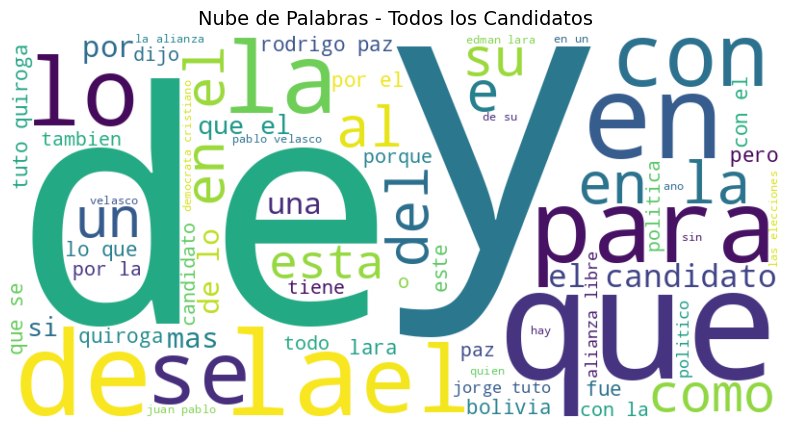 Nube de Palabras - Todos los Candidatos
tuto quiroga
lo
por
la alianza
dijo
en el
la
rodrigo paz
por el
y
su
e
edman lara
en un
de su
con
en
con el
pero
tambien
democrata cristiano
que el
pablo velasco
al
porque
de
velasco
un
una
del
en la
ano
la
politica
las elecciones
lo que
por la
candidato
de lo
esta
tiene
o
este
para
sin
el candidato
que se
si
quiroga
mas
todo
lara
paz
que
hay
alianza libre
politico
de
se
la
el
juan pablo
quien
jorge tuto
bolivia
fue
con la
como